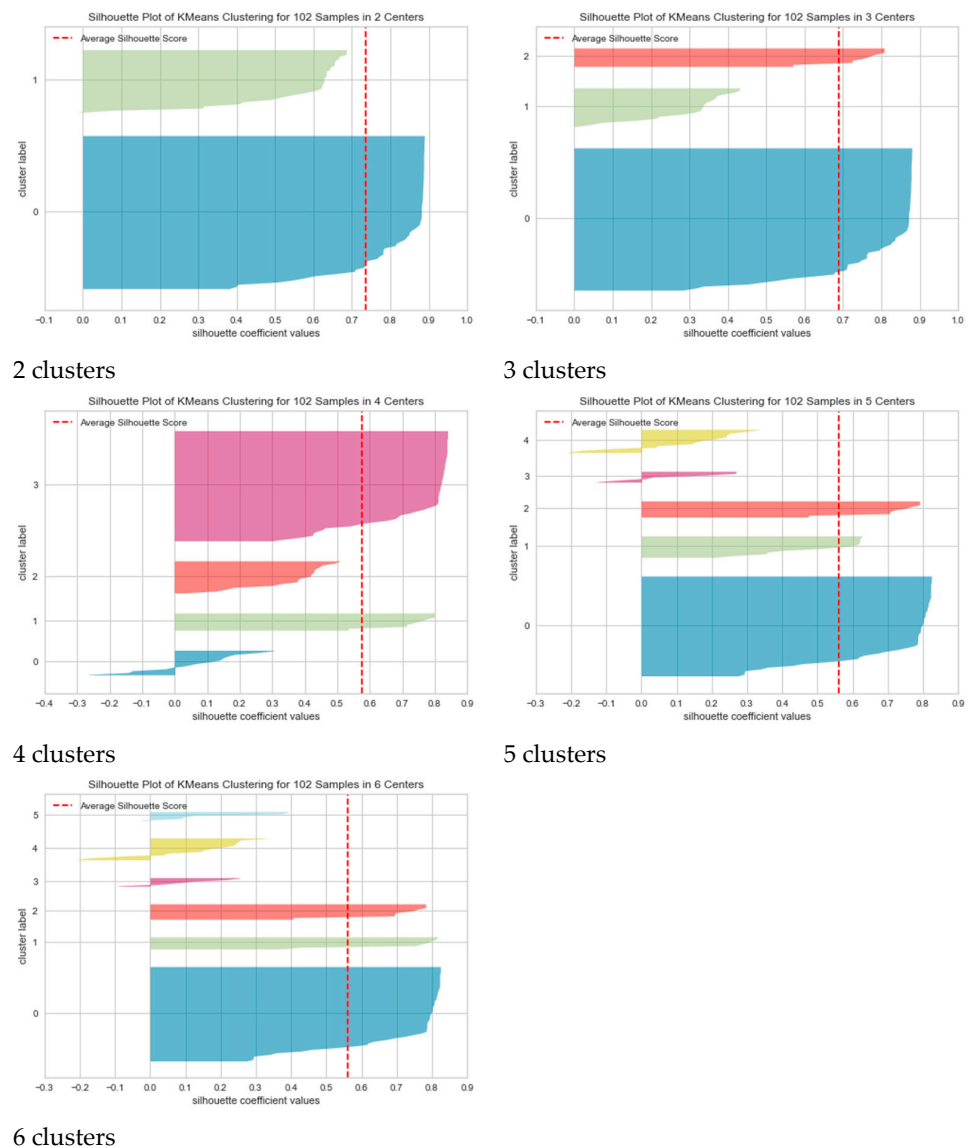 Silhouette Plot of KMeans Clustering for 102 Samples in 2 Centers
Average Silhouette Score
cluster label
1
0
−0.1 0.0 0.1 0.2 0.3 0.4 0.5 0.6 0.7 0.8 0.9 1.0
silhouette coefficient values
2 clusters
Silhouette Plot of KMeans Clustering for 102 Samples in 3 Centers
Average Silhouette Score
cluster label
2
1
0
−0.1 0.0 0.1 0.2 0.3 0.4 0.5 0.6 0.7 0.8 0.9 1.0
silhouette coefficient values
3 clusters
Silhouette Plot of KMeans Clustering for 102 Samples in 4 Centers
Average Silhouette Score
cluster label
3
2
1
0
−0.4 −0.3 −0.2 −0.1 0.0 0.1 0.2 0.3 0.4 0.5 0.6 0.7 0.8 0.9
silhouette coefficient values
4 clusters
Silhouette Plot of KMeans Clustering for 102 Samples in 5 Centers
Average Silhouette Score
cluster label
4
3
2
1
0
−0.3 −0.2 −0.1 0.0 0.1 0.2 0.3 0.4 0.5 0.6 0.7 0.8 0.9
silhouette coefficient values
5 clusters
Silhouette Plot of KMeans Clustering for 102 Samples in 6 Centers
Average Silhouette Score
cluster label
5
4
3
2
1
0
−0.3 −0.2 −0.1 0.0 0.1 0.2 0.3 0.4 0.5 0.6 0.7 0.8 0.9
silhouette coefficient values
6 clusters